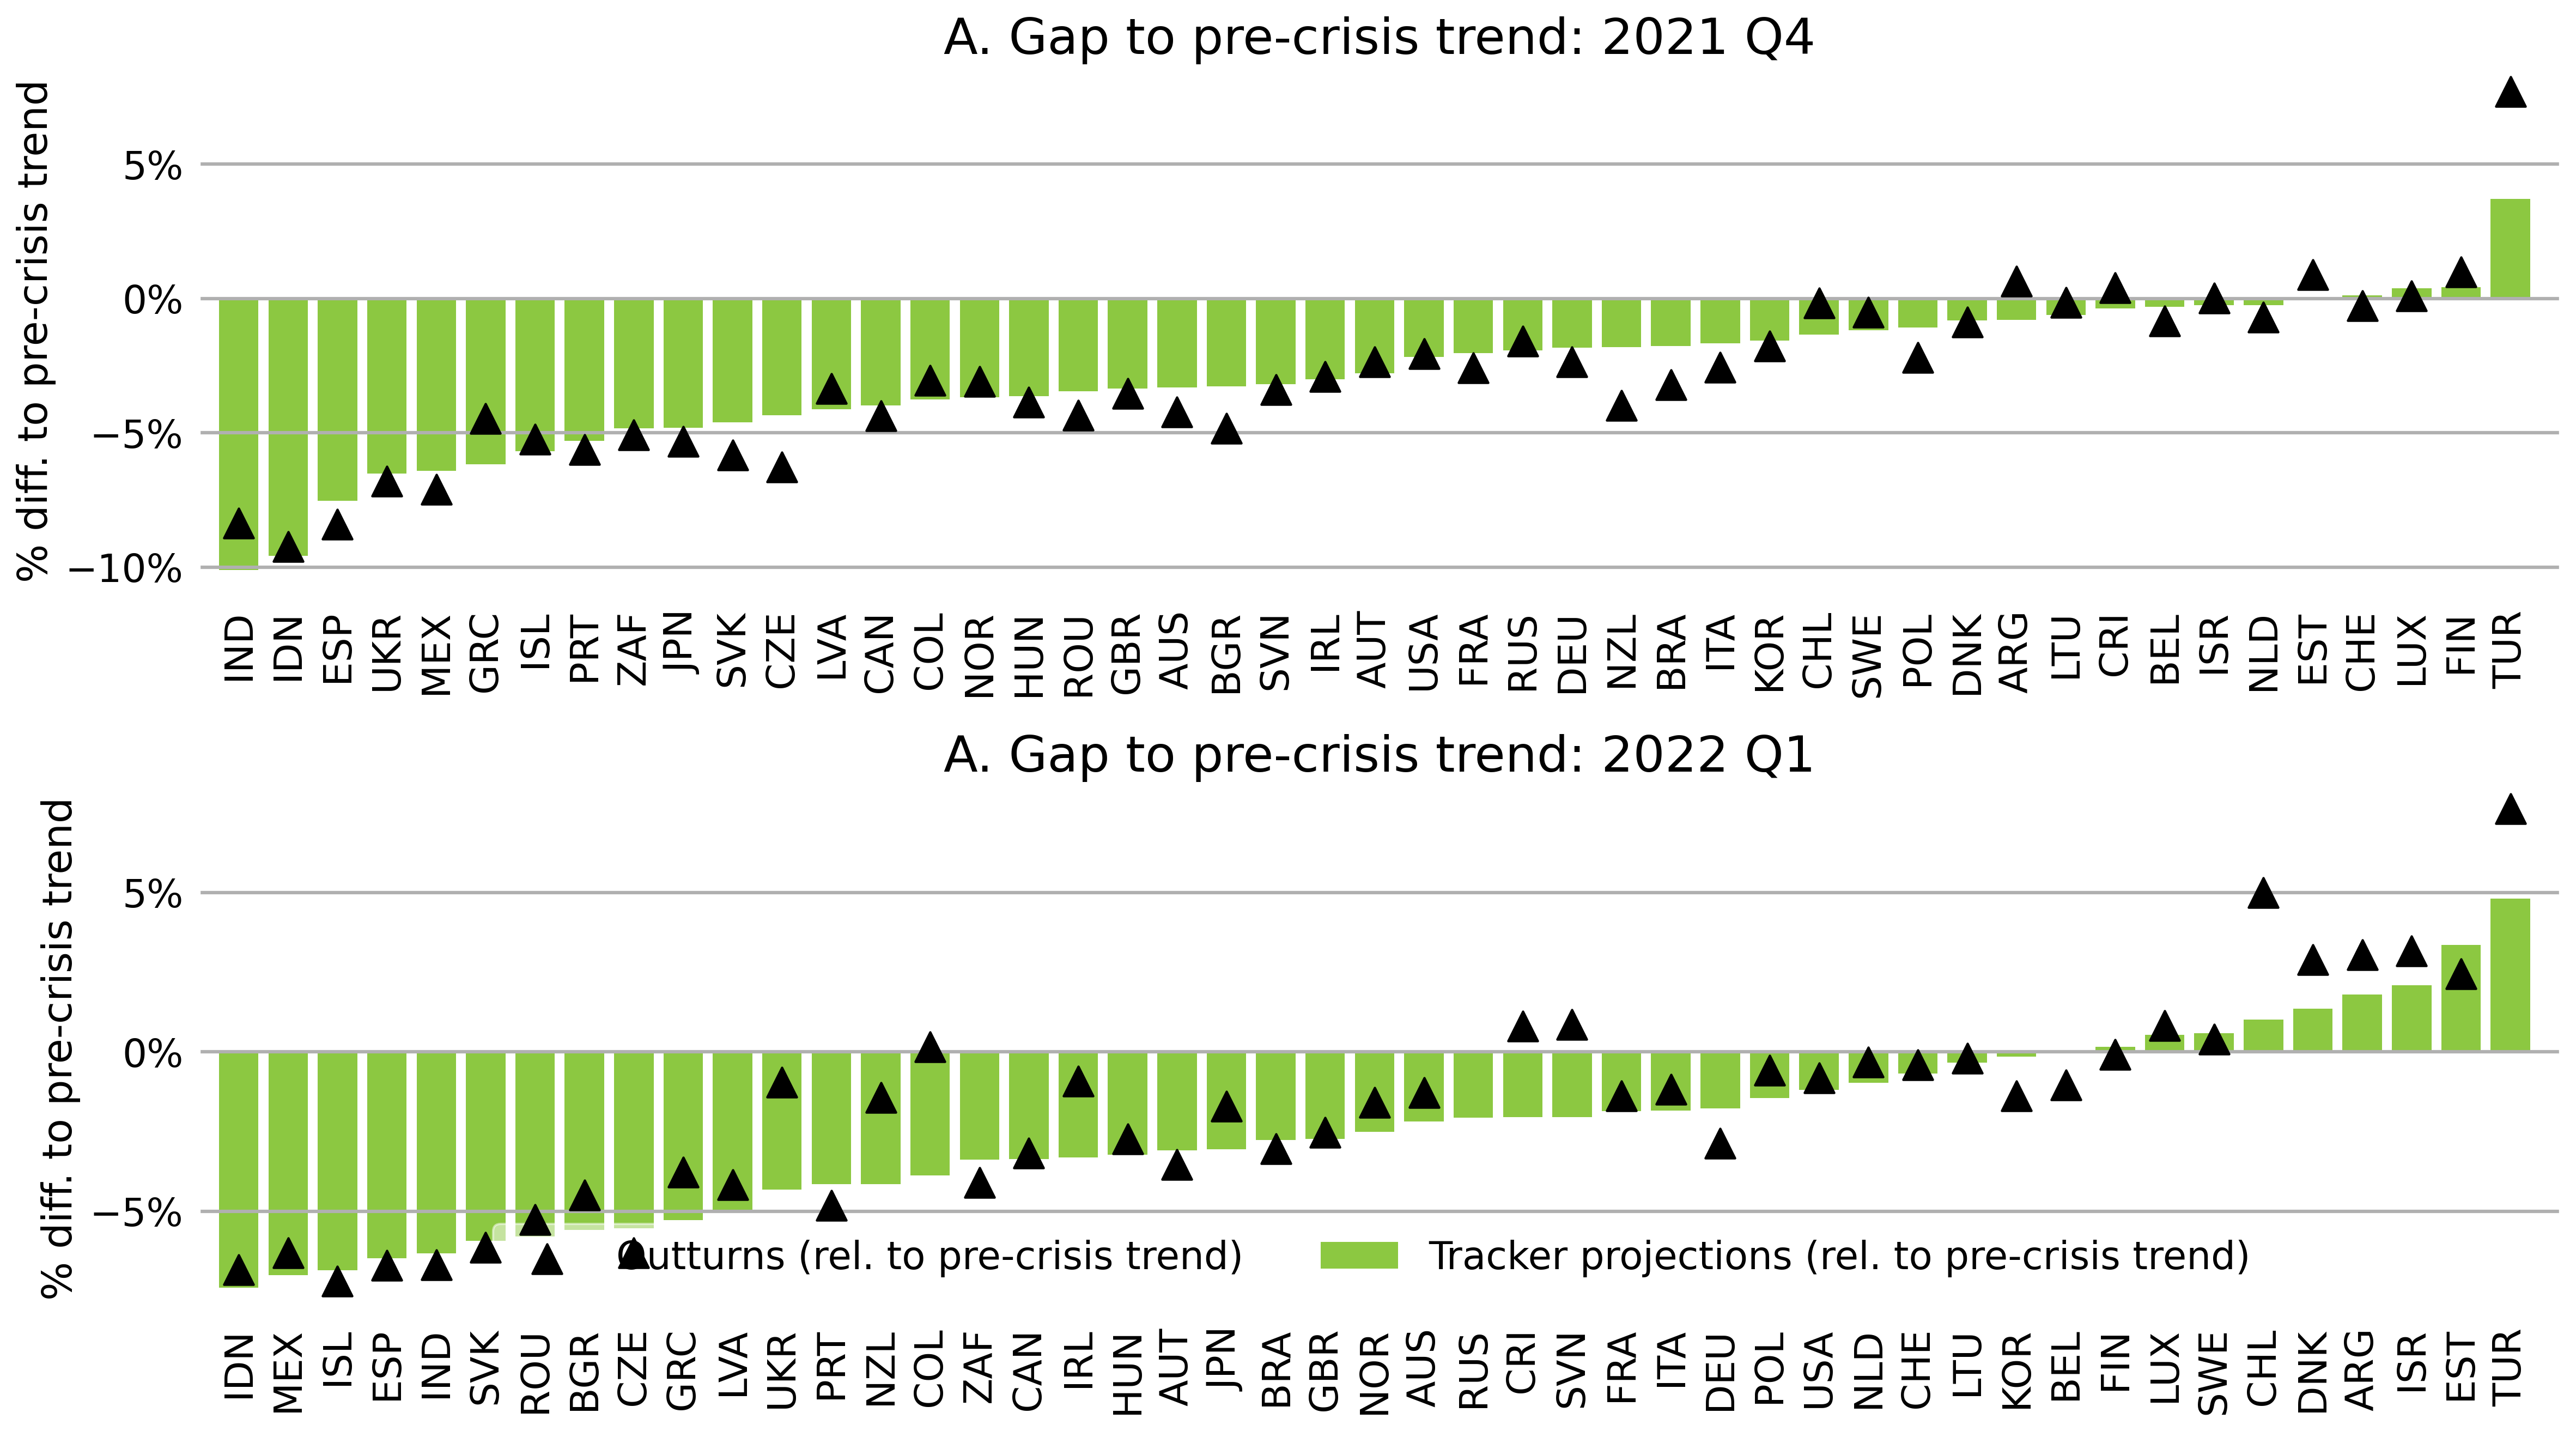 A. Gap to pre-crisis trend: 2021 Q4
% diff. to pre-crisis trend
5%
0%
−5%
−10%
IND IDN ESP UKR MEX GRC ISL PRT ZAF JPN SVK CZE LVA CAN COL NOR HUN ROU GBR AUS BGR SVN IRL AUT USA FRA RUS DEU NZL BRA ITA KOR CHL SWE POL DNK ARG LTU CRI BEL ISR NLD EST CHE LUX FIN TUR
A. Gap to pre-crisis trend: 2022 Q1
% diff. to pre-crisis trend
5%
0%
−5%
Outturns (rel. to pre-crisis trend) Tracker projections (rel. to pre-crisis trend)
IDN MEX ISL ESP IND SVK ROU BGR CZE GRC LVA UKR PRT NZL COL ZAF CAN IRL HUN AUT JPN BRA GBR NOR AUS RUS CRI SVN FRA ITA DEU POL USA NLD CHE LTU KOR BEL FIN LUX SWE CHL DNK ARG ISR EST TUR